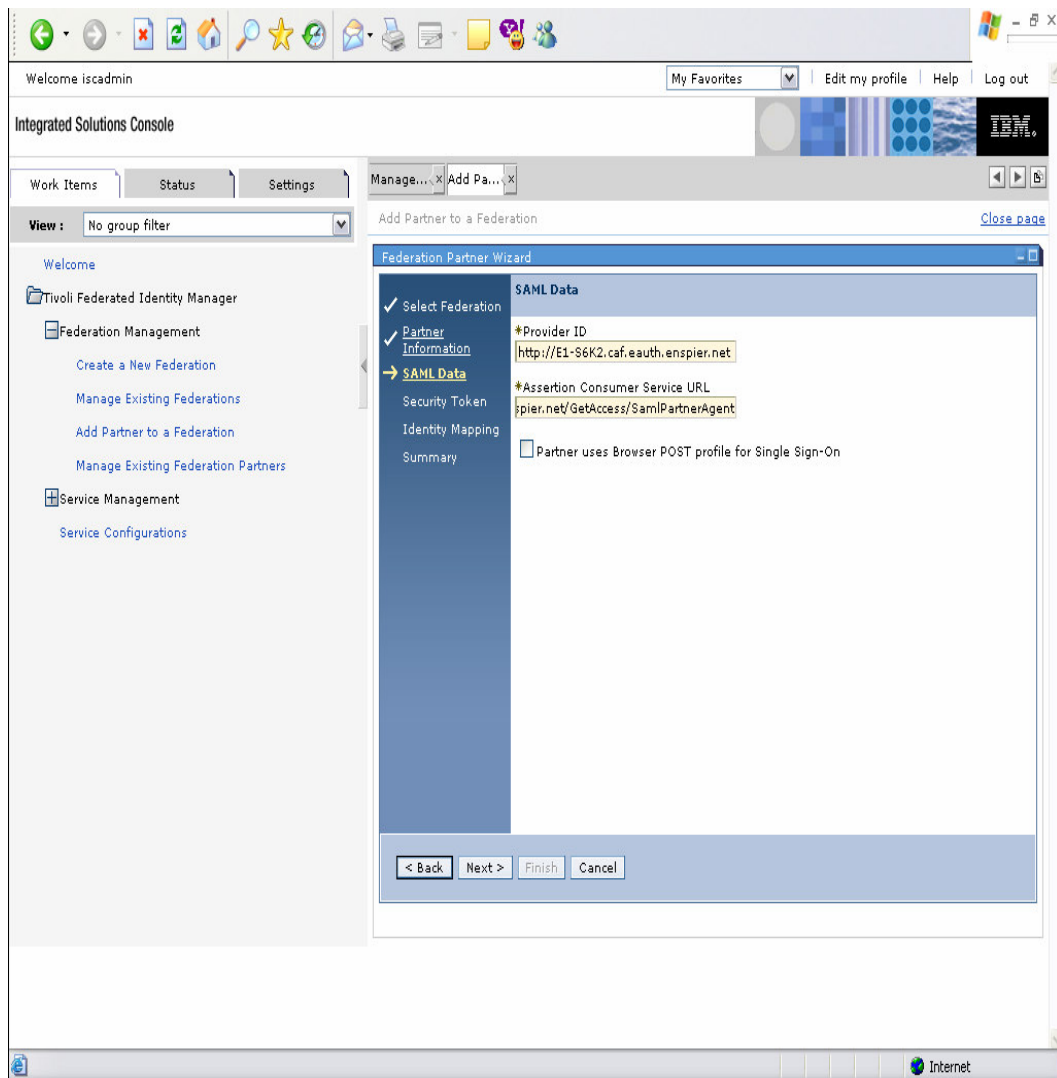 Welcome iscadmin
My Favorites
Edit my profile
Help
Log out
Integrated Solutions Console
IBM.
Work Items
Status
Settings
Manage...
Add Pa...
View :
No group filter
Add Partner to a Federation
Close page
Welcome
Tivoli Federated Identity Manager
Federation Management
Create a New Federation
Manage Existing Federations
Add Partner to a Federation
Manage Existing Federation Partners
Service Management
Service Configurations
Federation Partner Wizard
Select Federation
Partner
Information
SAML Data
Security Token
Identity Mapping
Summary
SAML Data
*Provider ID
http://E1-S6K2.caf.eauth.enspier.net
*Assertion Consumer Service URL
spier.net/GetAccess/SamlPartnerAgent
Partner uses Browser POST profile for Single Sign-On
< Back
Next >
Finish
Cancel
Internet